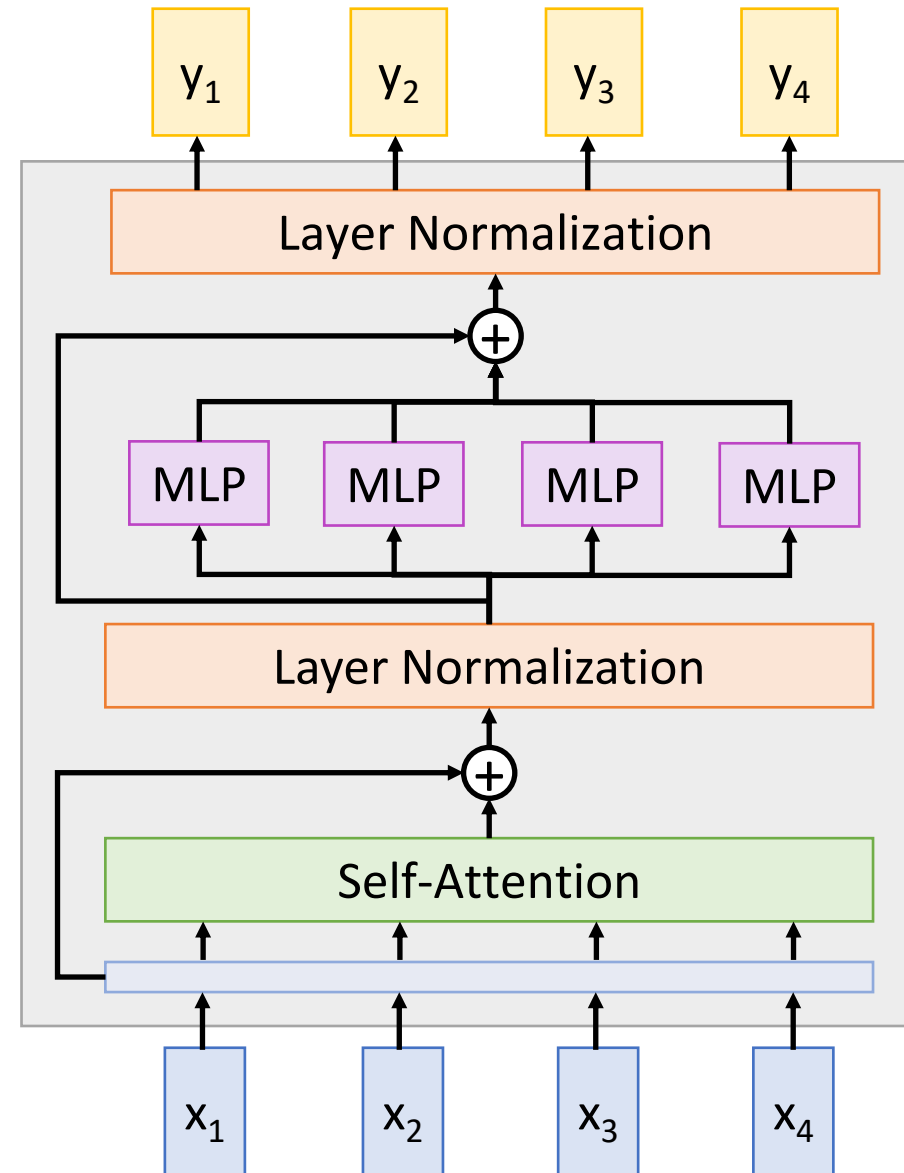 y₁ y₂ y₃ y₄
Layer Normalization
+
MLP MLP MLP MLP
Layer Normalization
+
Self-Attention
x₁ x₂ x₃ x₄